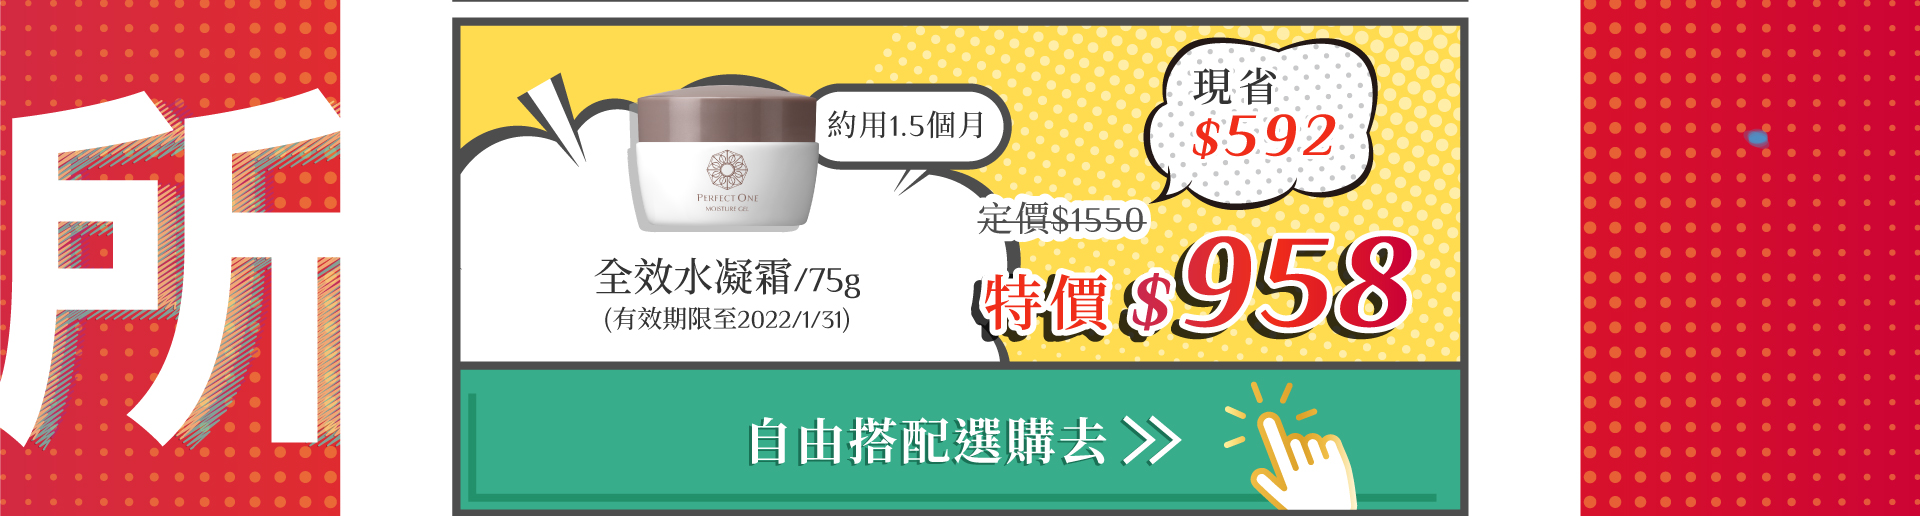 所
現省
$592
約用1.5個月
PERFECT ONE
MOISTURE GEL
定價$1550
特價$958
全效水凝霜/75g
(有效期限至2022/1/31)
自由搭配選購去